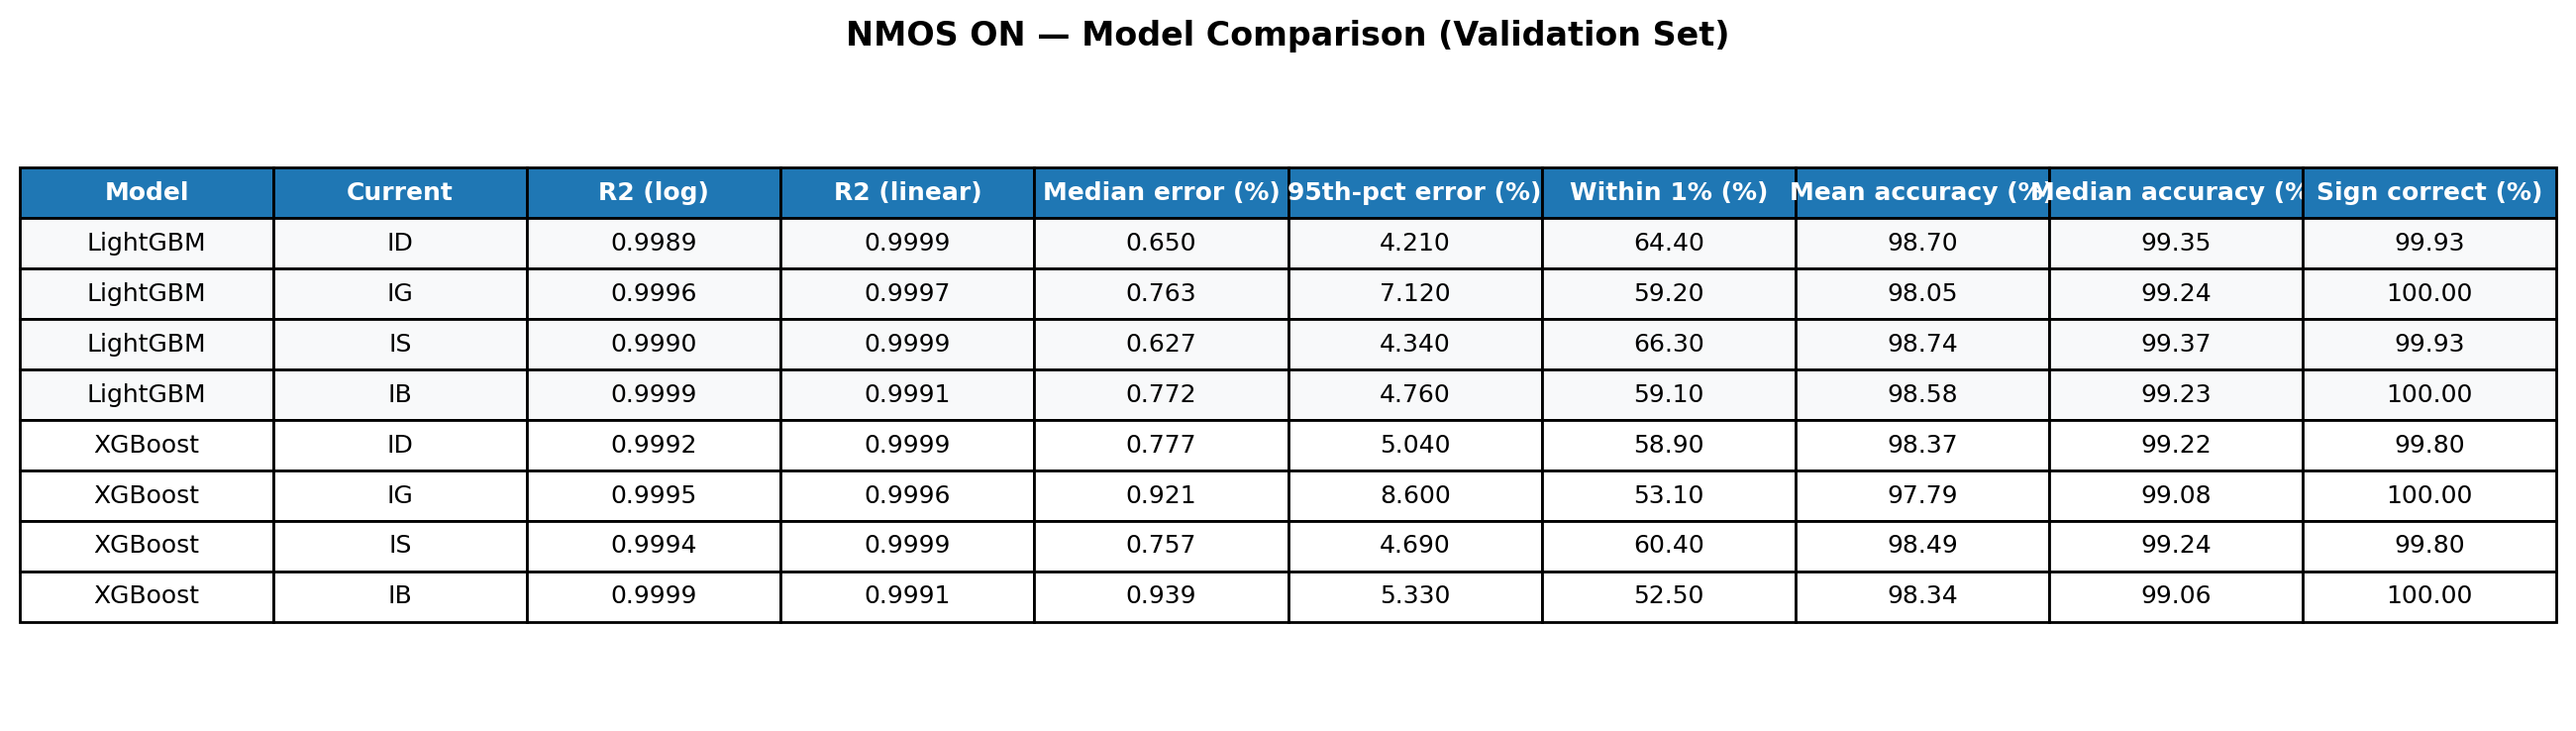 NMOS ON — Model Comparison (Validation Set)
Model Current R2 (log) R2 (linear) Median error (%) 95th-pct error (%) Within 1% (%) Mean accuracy (%) Median accuracy (% Sign correct (%)
LightGBM ID 0.9989 0.9999 0.650 4.210 64.40 98.70 99.35 99.93
LightGBM IG 0.9996 0.9997 0.763 7.120 59.20 98.05 99.24 100.00
LightGBM IS 0.9990 0.9999 0.627 4.340 66.30 98.74 99.37 99.93
LightGBM IB 0.9999 0.9991 0.772 4.760 59.10 98.58 99.23 100.00
XGBoost ID 0.9992 0.9999 0.777 5.040 58.90 98.37 99.22 99.80
XGBoost IG 0.9995 0.9996 0.921 8.600 53.10 97.79 99.08 100.00
XGBoost IS 0.9994 0.9999 0.757 4.690 60.40 98.49 99.24 99.80
XGBoost IB 0.9999 0.9991 0.939 5.330 52.50 98.34 99.06 100.00